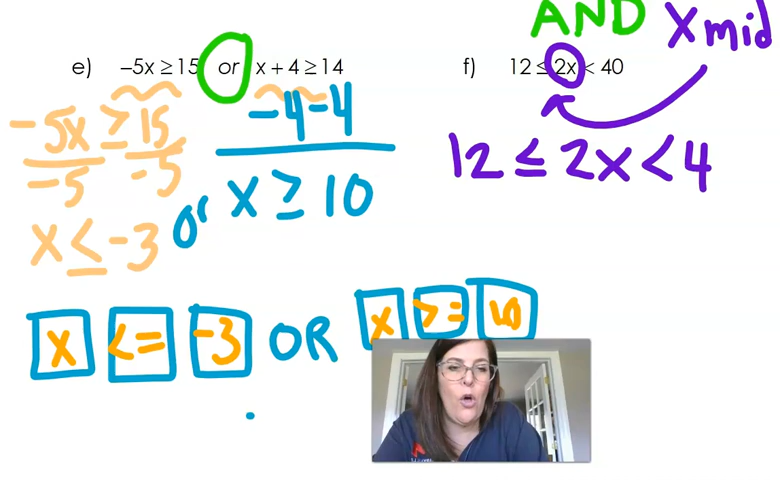 AND
x mid
e) -5x ≥ 15 or x + 4 ≥ 14
f) 12 ≤ 2x < 40
-5x ≥ 15
-5 -5
x ≤ -3
or
-4 -4
x ≥ 10
12 ≤ 2x < 4
x <= -3 OR x >= 10